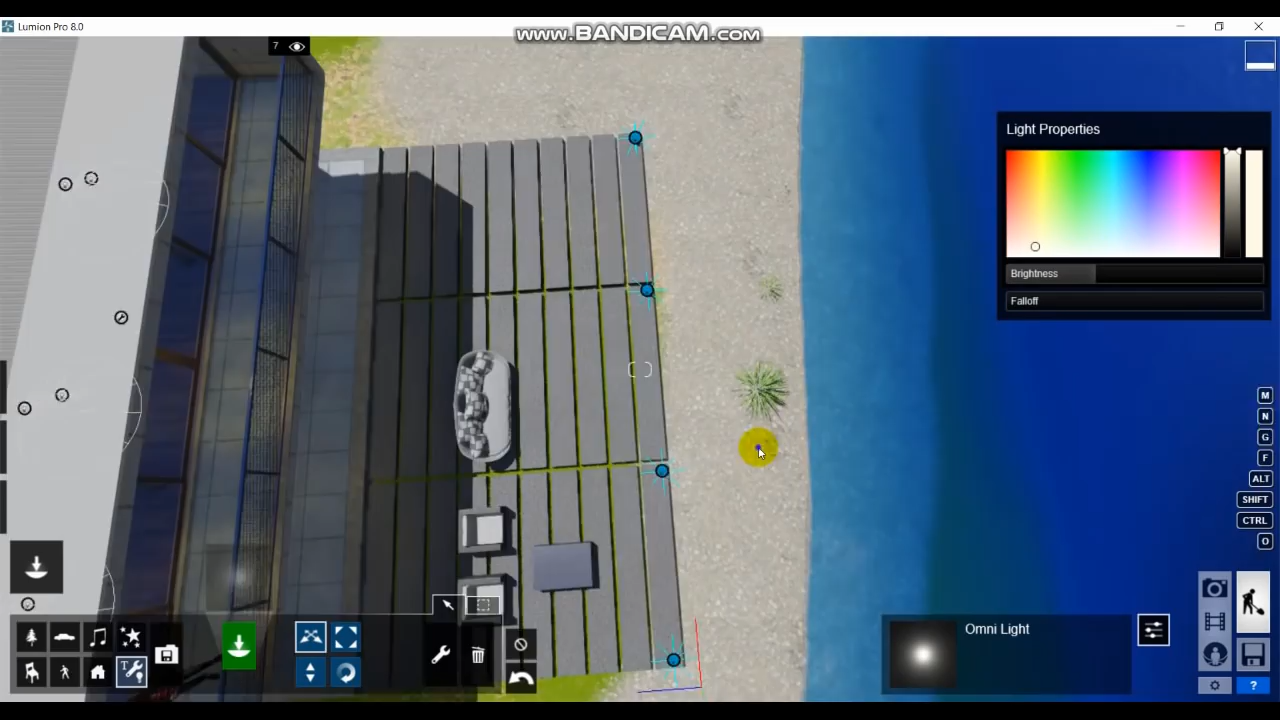 Lumion Pro 8.0
www.BANDICAM.com
7
Light Properties
Brightness
Falloff
M
N
G
F
ALT
SHIFT
CTRL
O
Omni Light
T
?